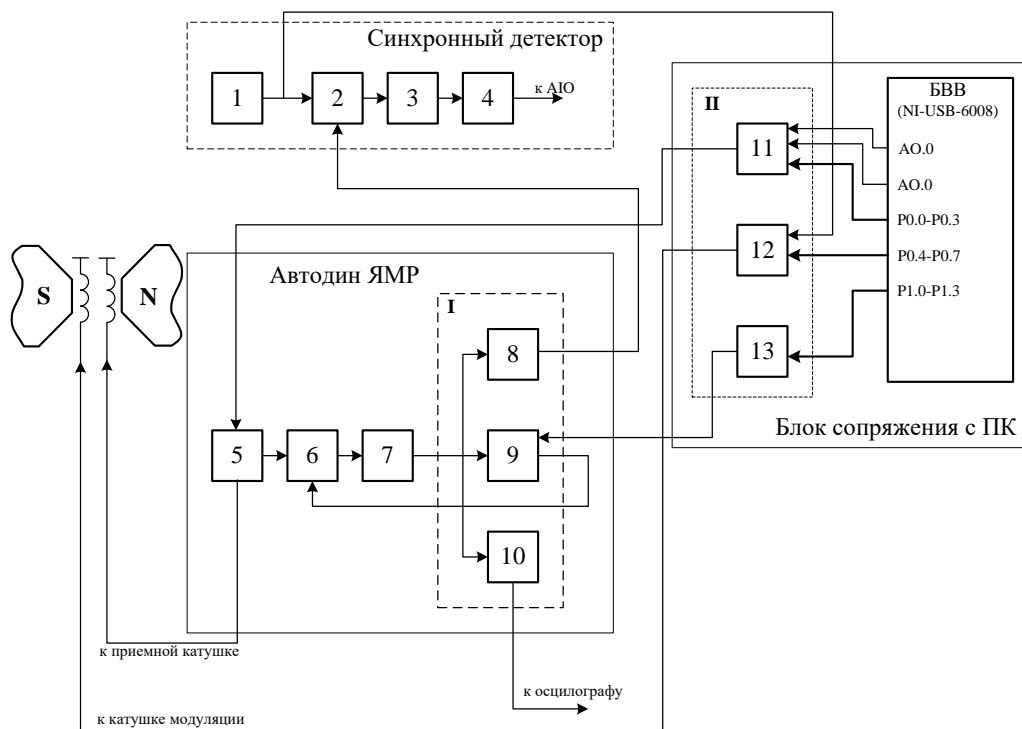 Синхронный детектор
1
2
3
4
к AIO
II
11
12
13
БВВ
(NI-USB-6008)
AO.0
AO.0
P0.0-P0.3
P0.4-P0.7
P1.0-P1.3
Блок сопряжения с ПК
S
N
Автодин ЯМР
I
5
6
7
8
9
10
к приемной катушке
к осцилографу
к катушке модуляции